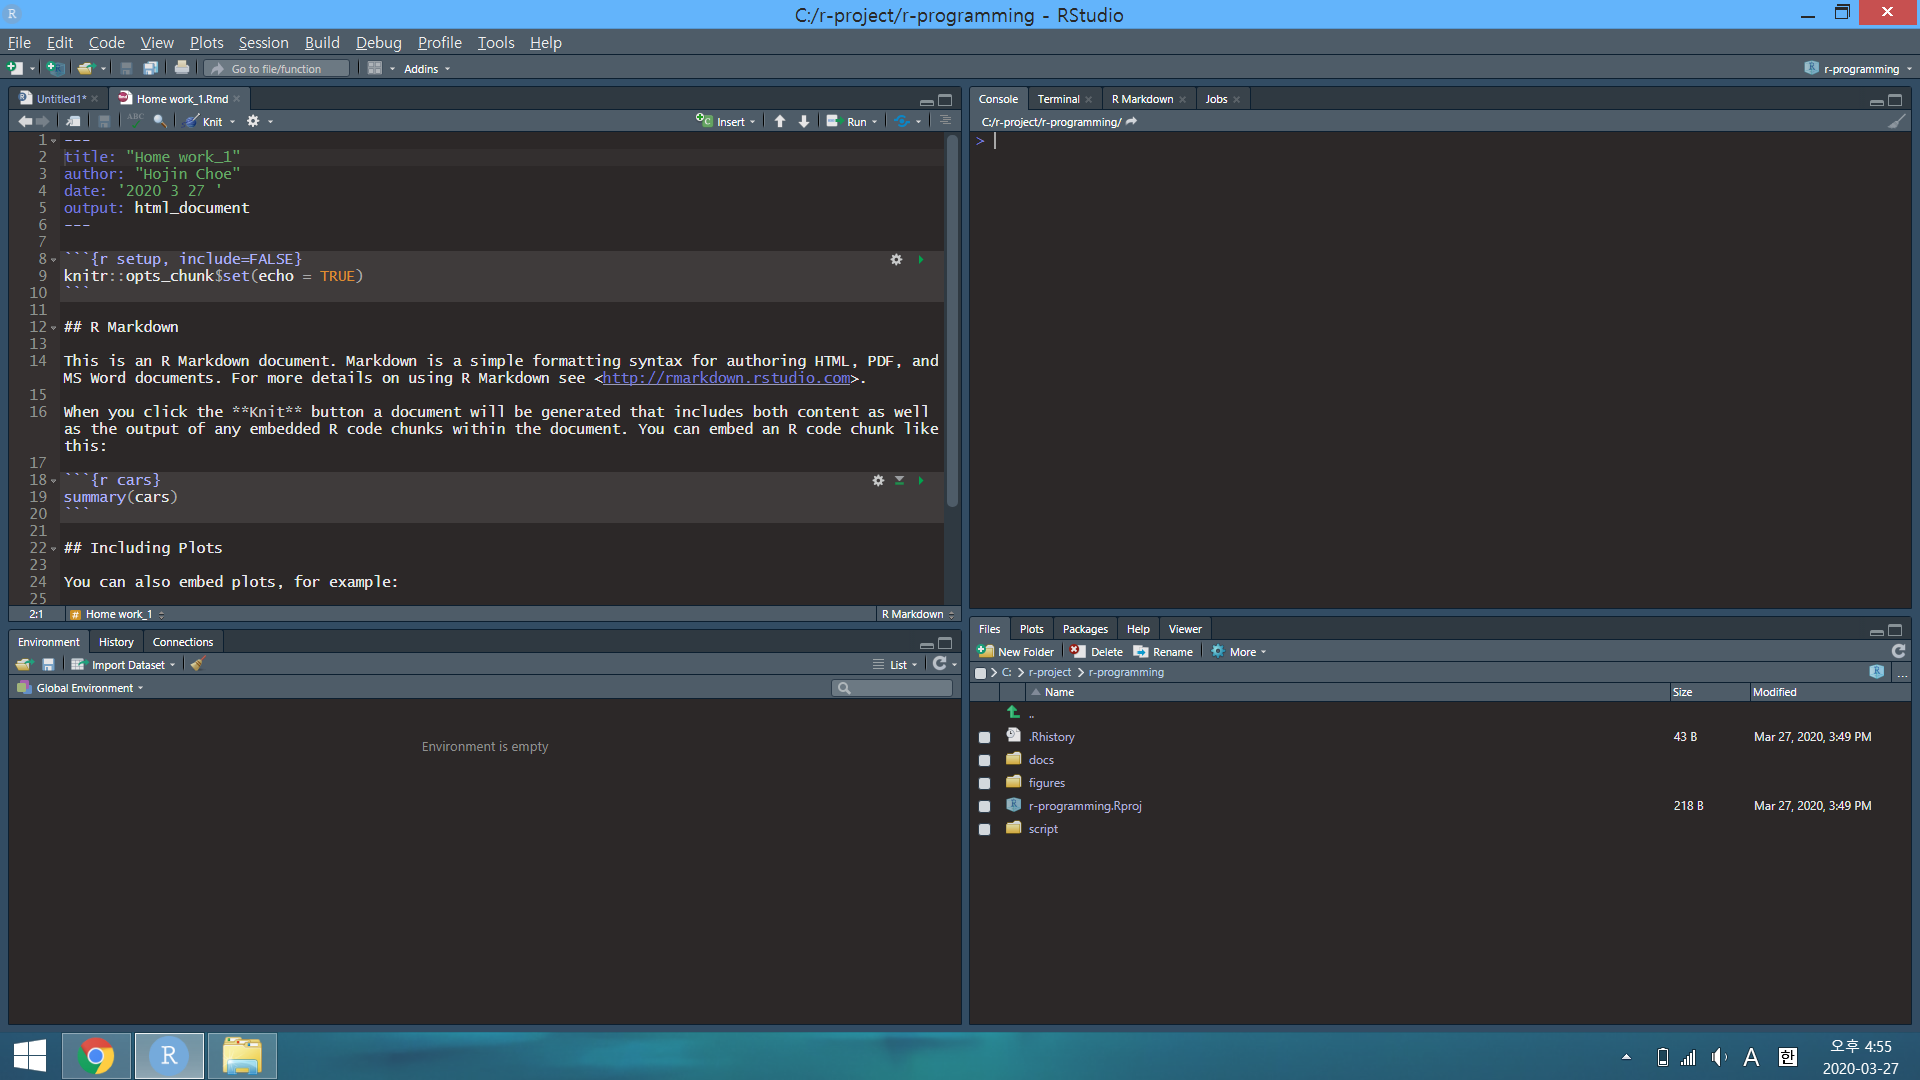 C:/r-project/r-programming - RStudio
File Edit Code View Plots Session Build Debug Profile Tools Help
Go to file/function Addins r-programming
Untitled1* Home work_1.Rmd
ABC Knit Insert Run
1 ---
2 title: "Home work_1"
3 author: "Hojin Choe"
4 date: '2020 3 27 '
5 output: html_document
6 ---
7
8 ```{r setup, include=FALSE}
9 knitr::opts_chunk$set(echo = TRUE)
10 ```
11
12 ## R Markdown
13
14 This is an R Markdown document. Markdown is a simple formatting syntax for authoring HTML, PDF, and
MS Word documents. For more details on using R Markdown see <http://rmarkdown.rstudio.com>.
15
16 When you click the **Knit** button a document will be generated that includes both content as well
as the output of any embedded R code chunks within the document. You can embed an R code chunk like
this:
17
18 ```{r cars}
19 summary(cars)
20 ```
21
22 ## Including Plots
23
24 You can also embed plots, for example:
25
2:1 # Home work_1 R Markdown
Environment History Connections
Import Dataset List
Global Environment
Environment is empty
Console Terminal R Markdown Jobs
C:/r-project/r-programming/
>
Files Plots Packages Help Viewer
New Folder Delete Rename More
C: r-project r-programming ...
Name Size Modified
..
.Rhistory 43 B Mar 27, 2020, 3:49 PM
docs
figures
r-programming.Rproj 218 B Mar 27, 2020, 3:49 PM
script
R A 한 오후 4:55
2020-03-27